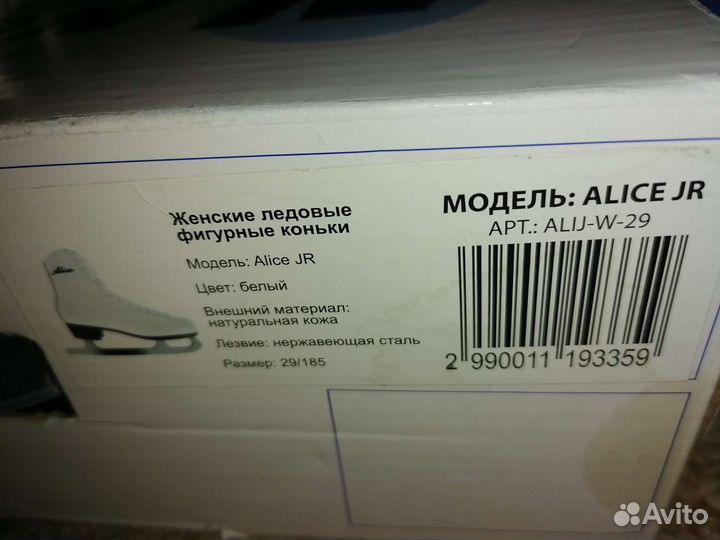 Женские ледовые
фигурные коньки
Модель: Alice JR
Цвет: белый
Внешний материал:
натуральная кожа
Лезвие: нержавеющая сталь
Размер: 29/185
Alice
МОДЕЛЬ: ALICE JR
АРТ.: ALIJ-W-29
2 990011 193359
Avito